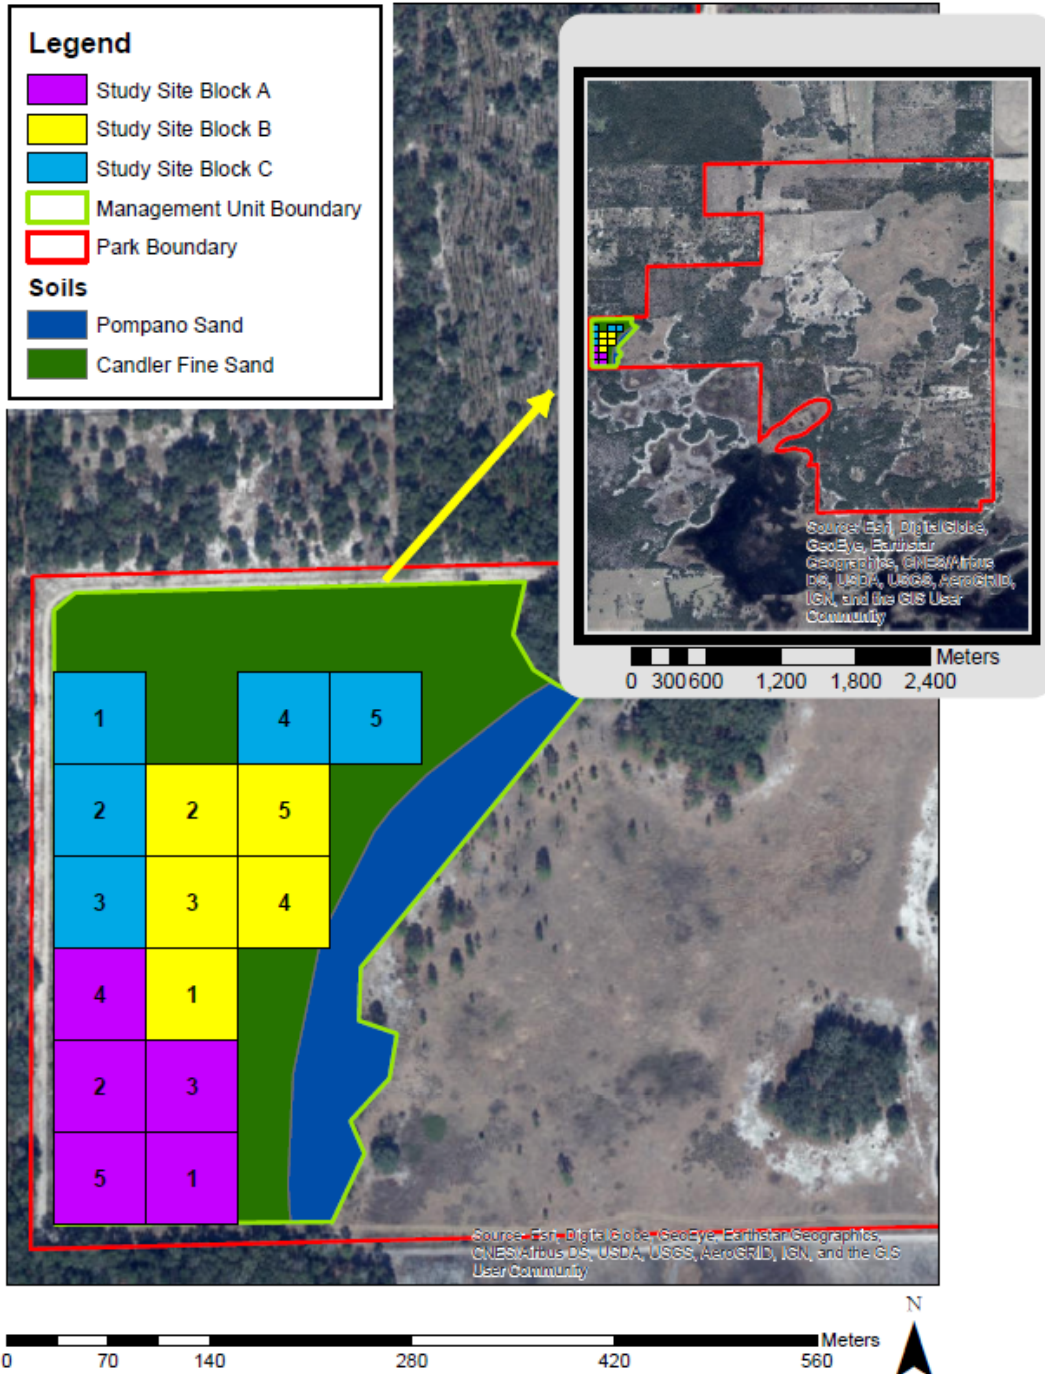 Legend
Study Site Block A
Study Site Block B
Study Site Block C
Management Unit Boundary
Park Boundary
Soils
Pompano Sand
Candler Fine Sand
Source: Esri, DigitalGlobe,
GeoEye, Earthstar
Geographics, CNES/Airbus
DS, USDA, USGS, AeroGRID,
IGN, and the GIS User
Community
Meters
0 300 600 1,200 1,800 2,400
1 4 5
2 2 5
3 3 4
4 1
2 3
5 1
Source: Esri, DigitalGlobe, GeoEye, Earthstar Geographics,
CNES/Airbus DS, USDA, USGS, AeroGRID, IGN, and the GIS
User Community
N
Meters
0 70 140 280 420 560